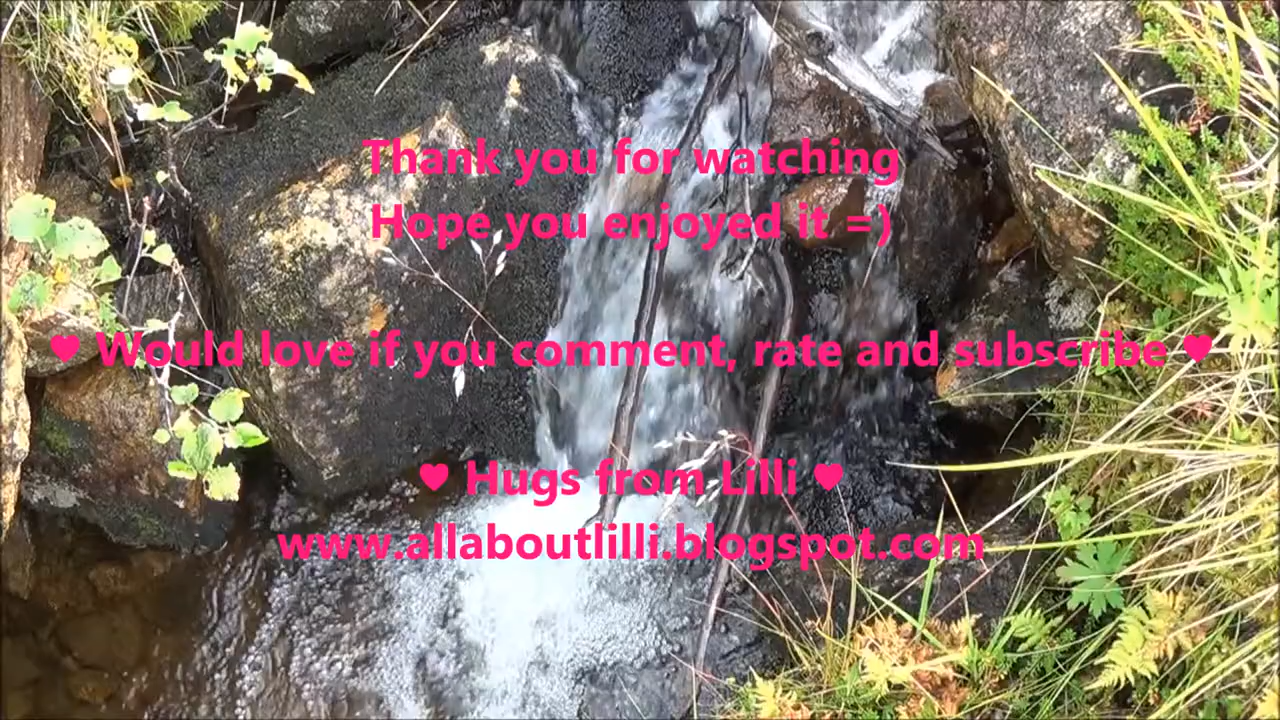 Thank you for watching
Hope you enjoyed it =)
♥ Would love if you comment, rate and subscribe ♥
♥ Hugs from Lilli ♥
www.allaboutlilli.blogspot.com